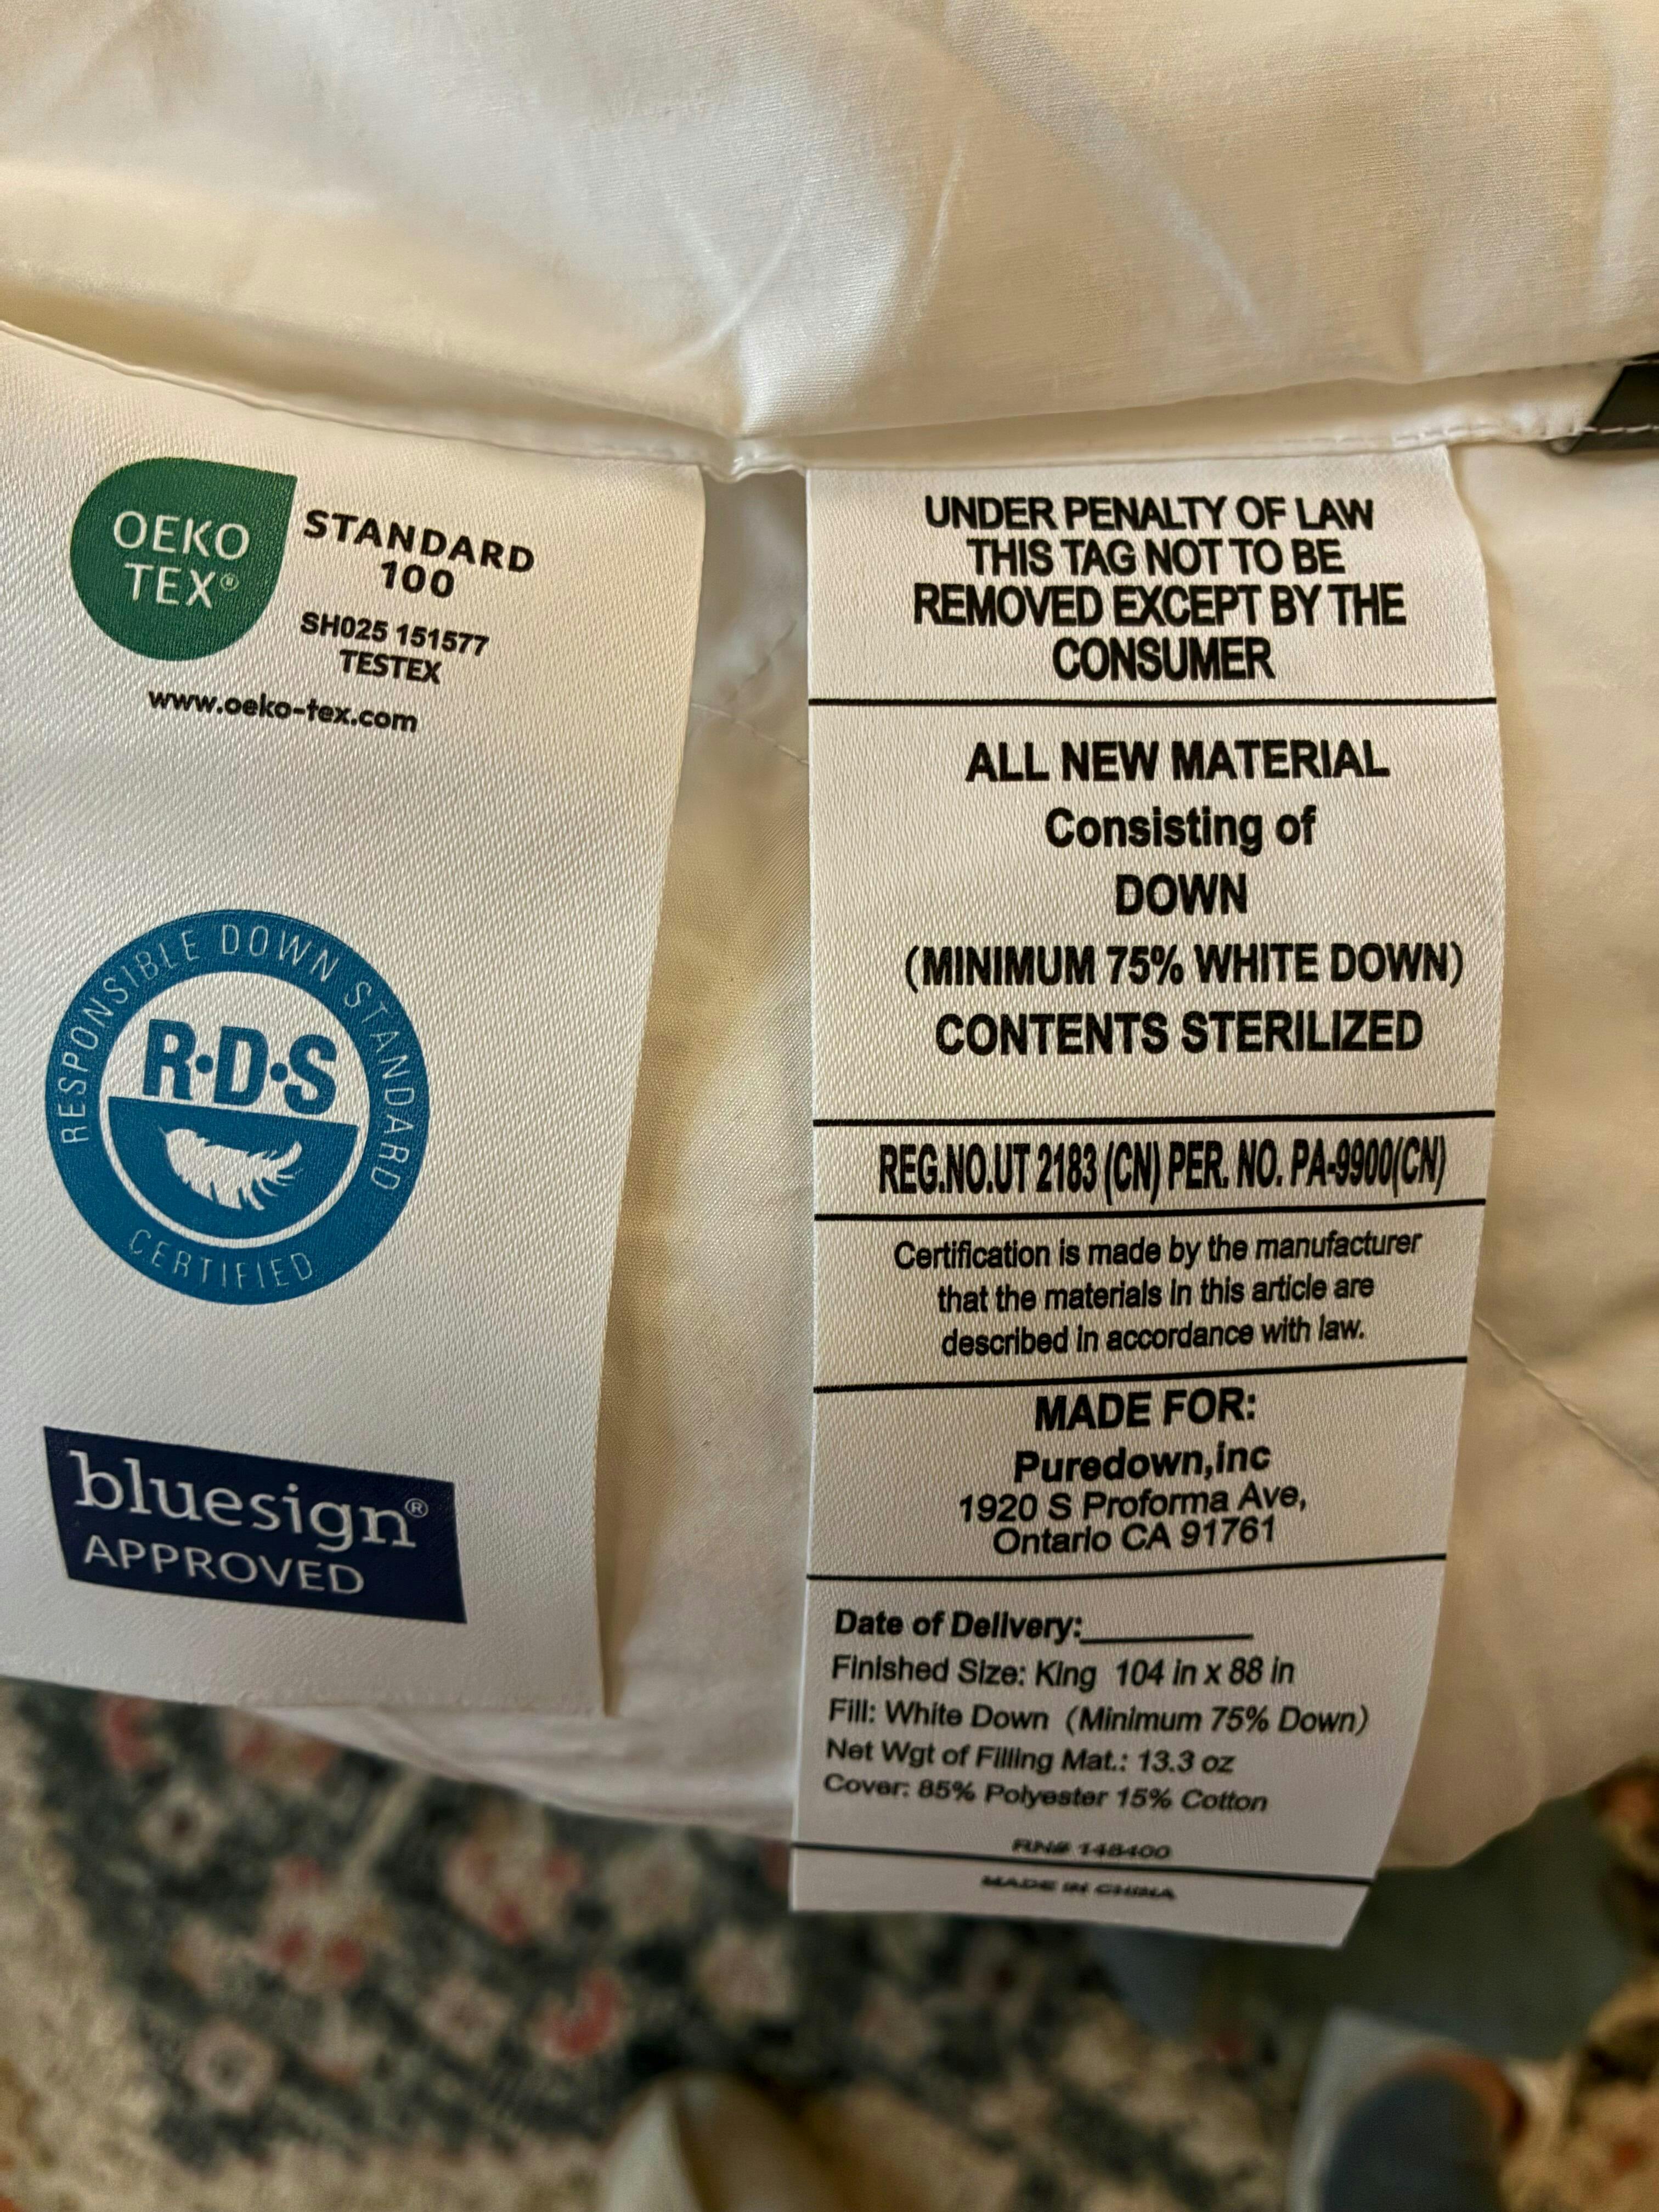 OEKO
TEX®
STANDARD
100
SH025 151577
TESTEX
www.oeko-tex.com
RESPONSIBLE DOWN STANDARD
R·D·S
CERTIFIED
bluesign®
APPROVED
UNDER PENALTY OF LAW
THIS TAG NOT TO BE
REMOVED EXCEPT BY THE
CONSUMER
ALL NEW MATERIAL
Consisting of
DOWN
(MINIMUM 75% WHITE DOWN)
CONTENTS STERILIZED
REG.NO.UT 2183 (CN) PER. NO. PA-9900(CN)
Certification is made by the manufacturer
that the materials in this article are
described in accordance with law.
MADE FOR:
Puredown,inc
1920 S Proforma Ave,
Ontario CA 91761
Date of Delivery:__________
Finished Size: King 104 in x 88 in
Fill: White Down (Minimum 75% Down)
Net Wgt of Filling Mat.: 13.3 oz
Cover: 85% Polyester 15% Cotton
RN# 148400
MADE IN CHINA